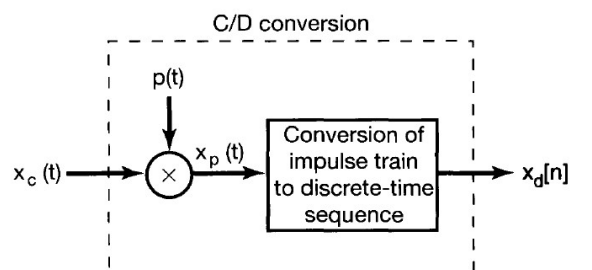 C/D conversion
p(t)
x_c (t)
x_p (t)
×
Conversion of
impulse train
to discrete-time
sequence
x_d[n]